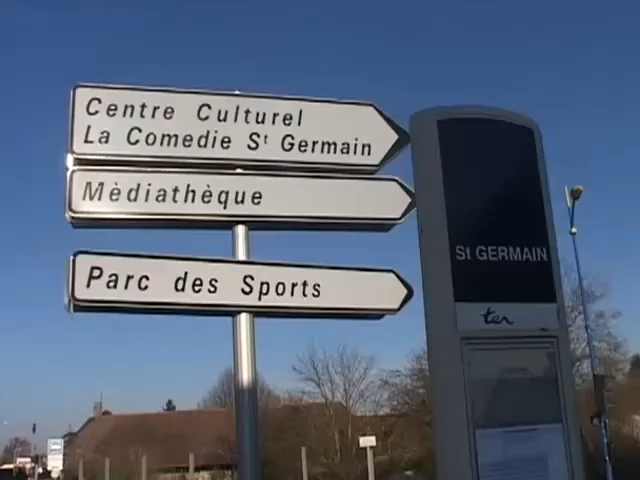 Centre Culturel
La Comedie St Germain
Mèdiathèque
Parc des Sports
St GERMAIN
ter